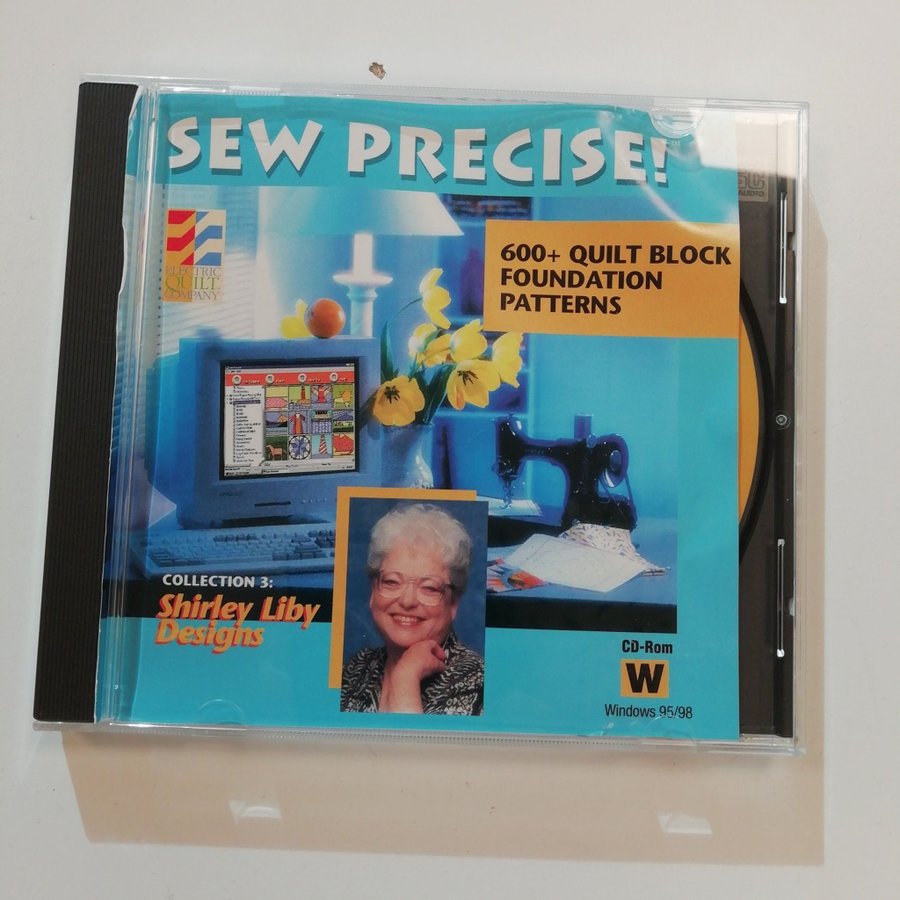 SEW PRECISE!
™
ELECTRIC
QUILT
COMPANY
600+ QUILT BLOCK
FOUNDATION
PATTERNS
COLLECTION 3:
Shirley Liby
Designs
CD-Rom
W
Windows 95/98